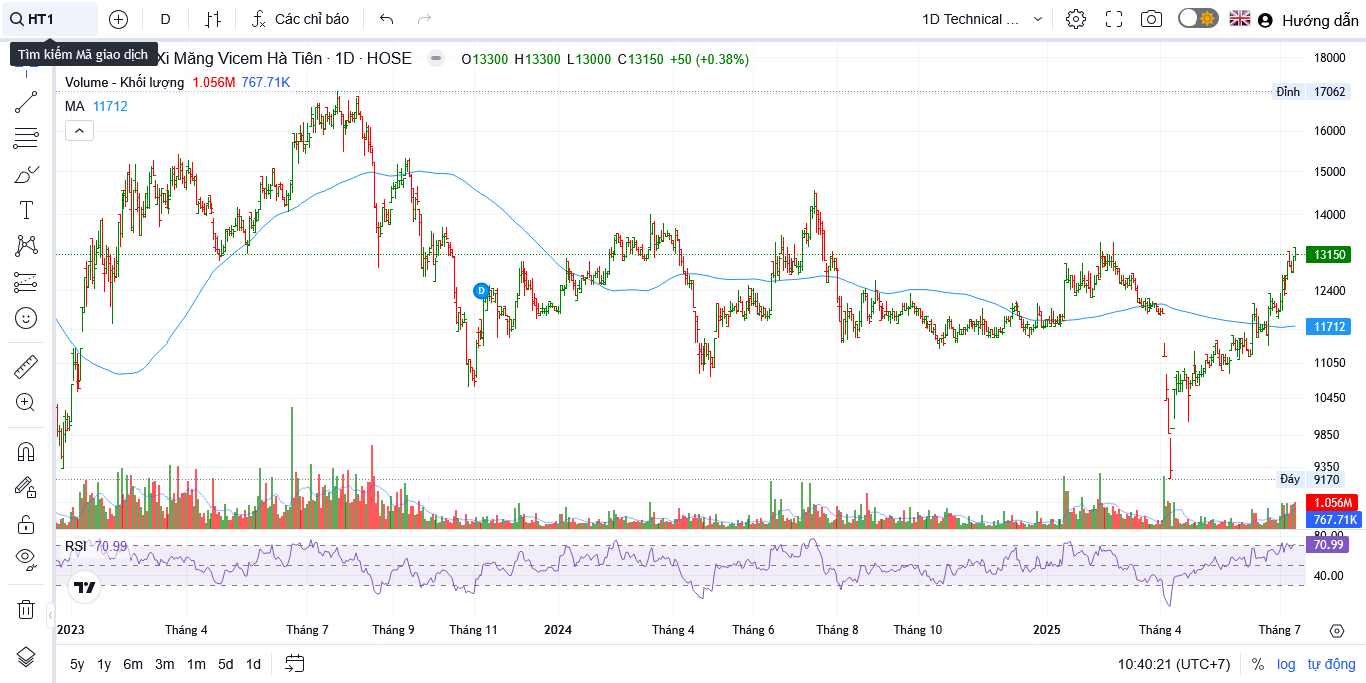 HT1 D Các chỉ báo 1D Technical ... Hướng dẫn
Tìm kiếm Mã giao dịch
Xi Măng Vicem Hà Tiên · 1D · HOSE O13300 H13300 L13000 C13150 +50 (+0.38%)
Volume - Khối lượng 1.056M 767.71K
MA 11712
18000
Đỉnh 17062
16000
15000
14000
13150
12400
11712
11050
10450
9850
9350
Đáy 9170
1.056M
767.71K
80.00
RSI 70.99
70.99
40.00
D
2023 Tháng 4 Tháng 7 Tháng 9 Tháng 11 2024 Tháng 4 Tháng 6 Tháng 8 Tháng 10 2025 Tháng 4 Tháng 7
5y 1y 6m 3m 1m 5d 1d 10:40:21 (UTC+7) % log tự động